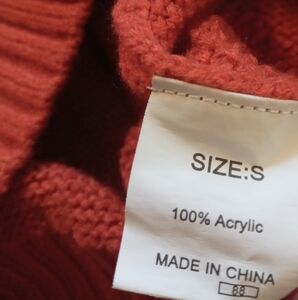 SIZE:S
100% Acrylic
MADE IN CHINA
88